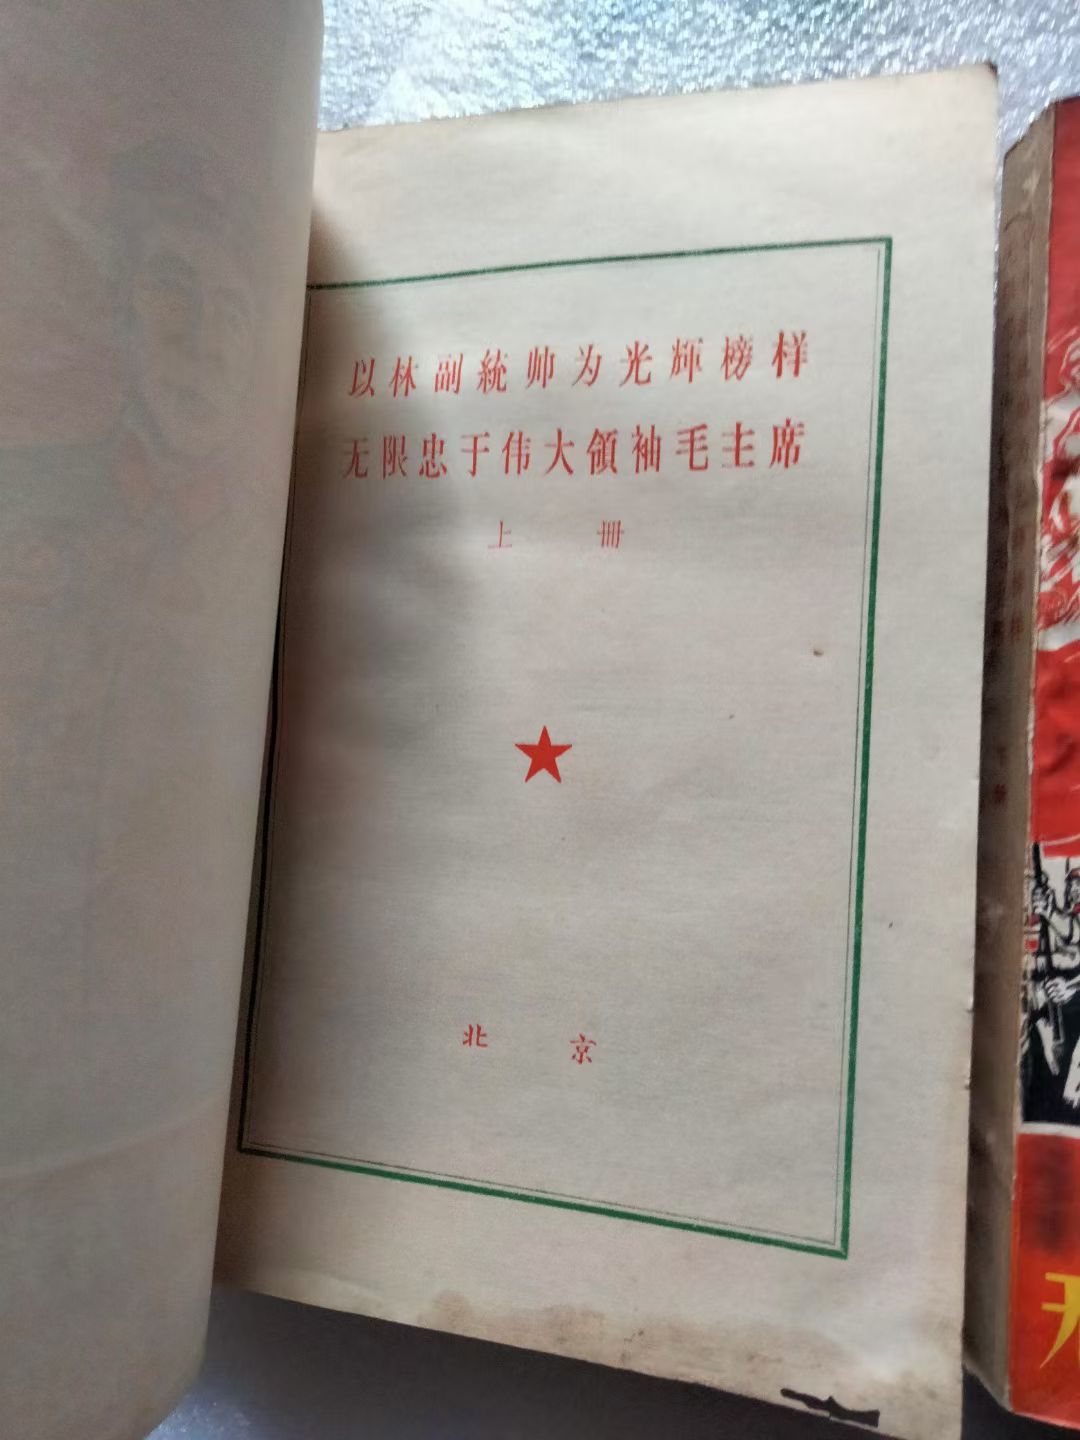 以林副統帅为光輝榜样
无限忠于伟大領袖毛主席
上册
北京